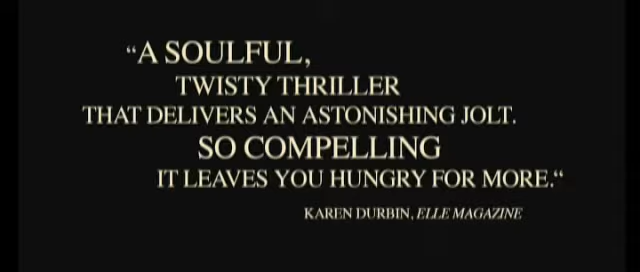 “A SOULFUL,
TWISTY THRILLER
THAT DELIVERS AN ASTONISHING JOLT.
SO COMPELLING
IT LEAVES YOU HUNGRY FOR MORE.“
KAREN DURBIN, ELLE MAGAZINE